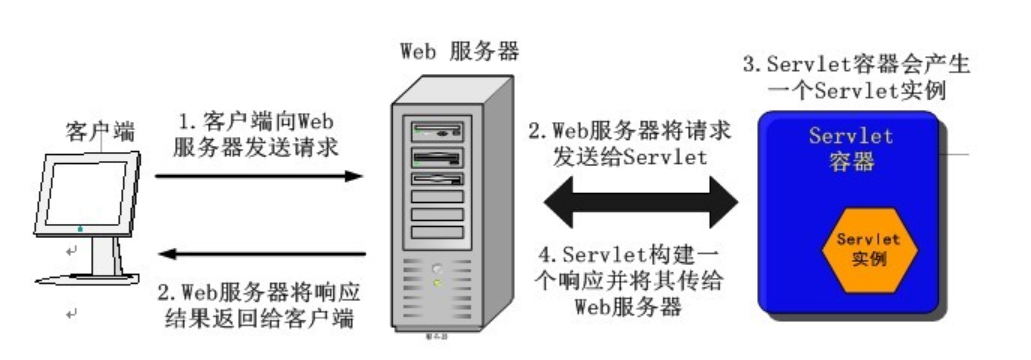 Web 服务器
3.Servlet容器会产生
一个Servlet实例
客户端
1.客户端向Web
服务器发送请求
2.Web服务器将请求
发送给Servlet
Servlet
容器
Servlet
实例
4.Servlet构建一
个响应并将其传给
Web服务器
2.Web服务器将响应
结果返回给客户端
服务器